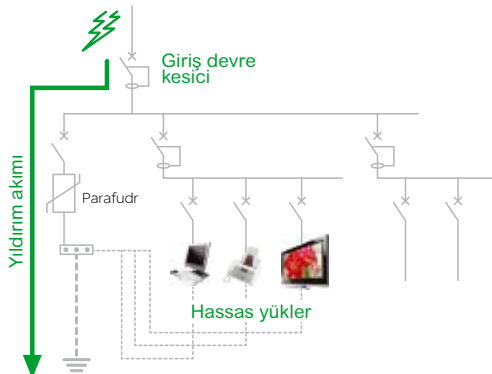 Giriş devre
kesici
Yıldırım akımı
Parafudr
Hassas yükler